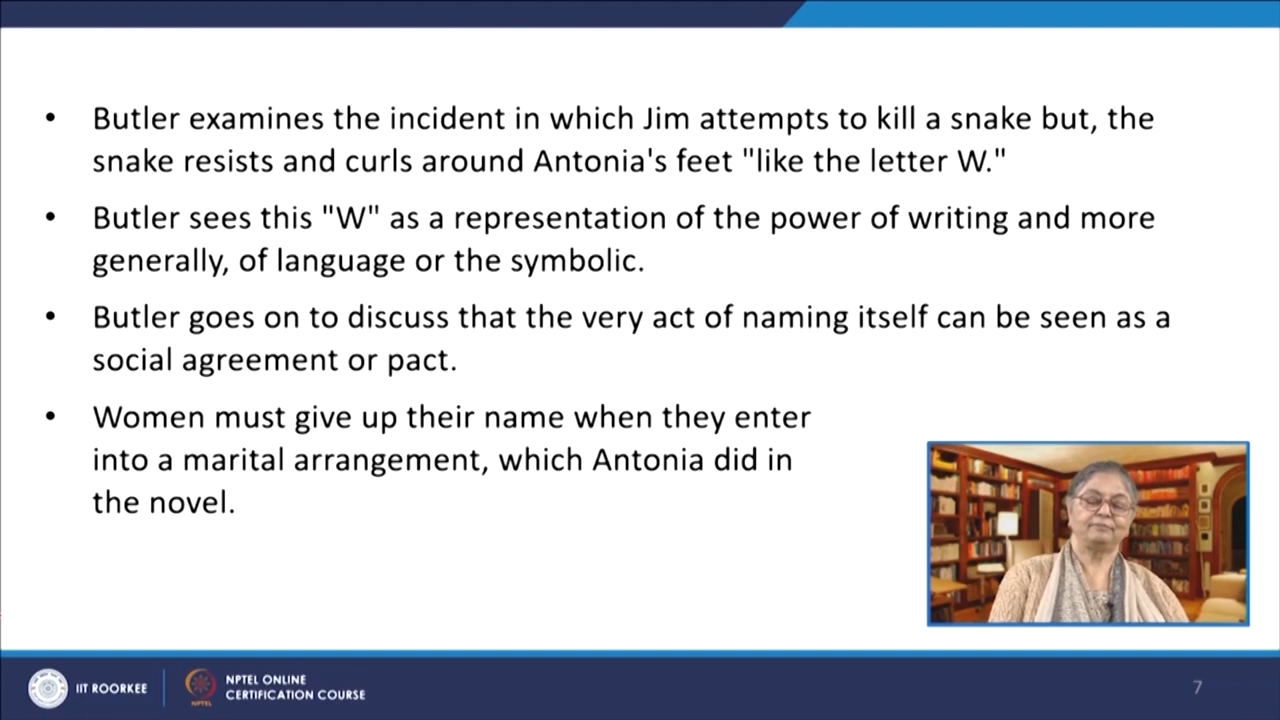 • Butler examines the incident in which Jim attempts to kill a snake but, the
snake resists and curls around Antonia's feet "like the letter W."
• Butler sees this "W" as a representation of the power of writing and more
generally, of language or the symbolic.
• Butler goes on to discuss that the very act of naming itself can be seen as a
social agreement or pact.
• Women must give up their name when they enter
into a marital arrangement, which Antonia did in
the novel.
IIT ROORKEE
NPTEL
NPTEL ONLINE
CERTIFICATION COURSE
7